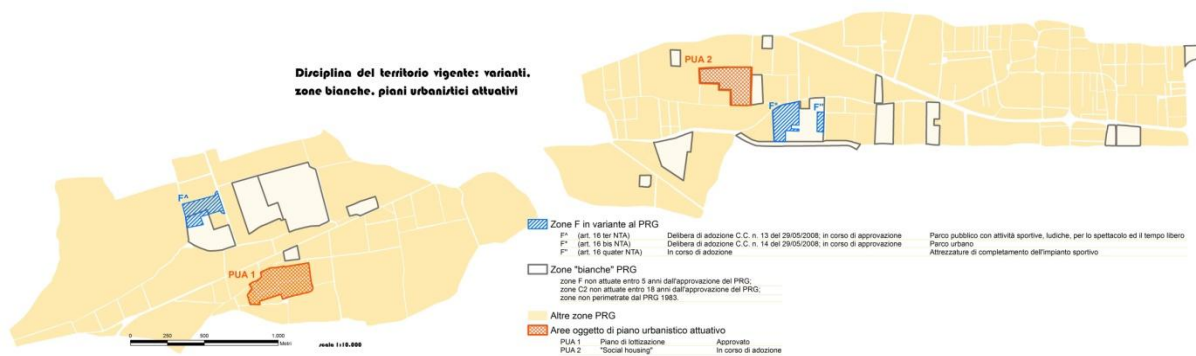 Disciplina del territorio vigente: varianti,
zone bianche, piani urbanistici attuativi
PUA 2
F*
F"
F^
PUA 1
0 250 500 1.000
Metri
scala 1:10.000
Zone F in variante al PRG
F^ (art. 16 ter NTA) Delibera di adozione C.C. n. 13 del 29/05/2008; in corso di approvazione Parco pubblico con attività sportive, ludiche, per lo spettacolo ed il tempo libero
F* (art. 16 bis NTA) Delibera di adozione C.C. n. 14 del 29/05/2008; in corso di approvazione Parco urbano
F" (art. 16 quater NTA) In corso di adozione Attrezzature di completamento dell'impianto sportivo
Zone "bianche" PRG
zone F non attuate entro 5 anni dall'approvazione del PRG;
zone C2 non attuate entro 18 anni dall'approvazione del PRG;
zone non perimetrate dal PRG 1983.
Altre zone PRG
Aree oggetto di piano urbanistico attuativo
PUA 1 Piano di lottizazione Approvato
PUA 2 "Social housing" In corso di adozione